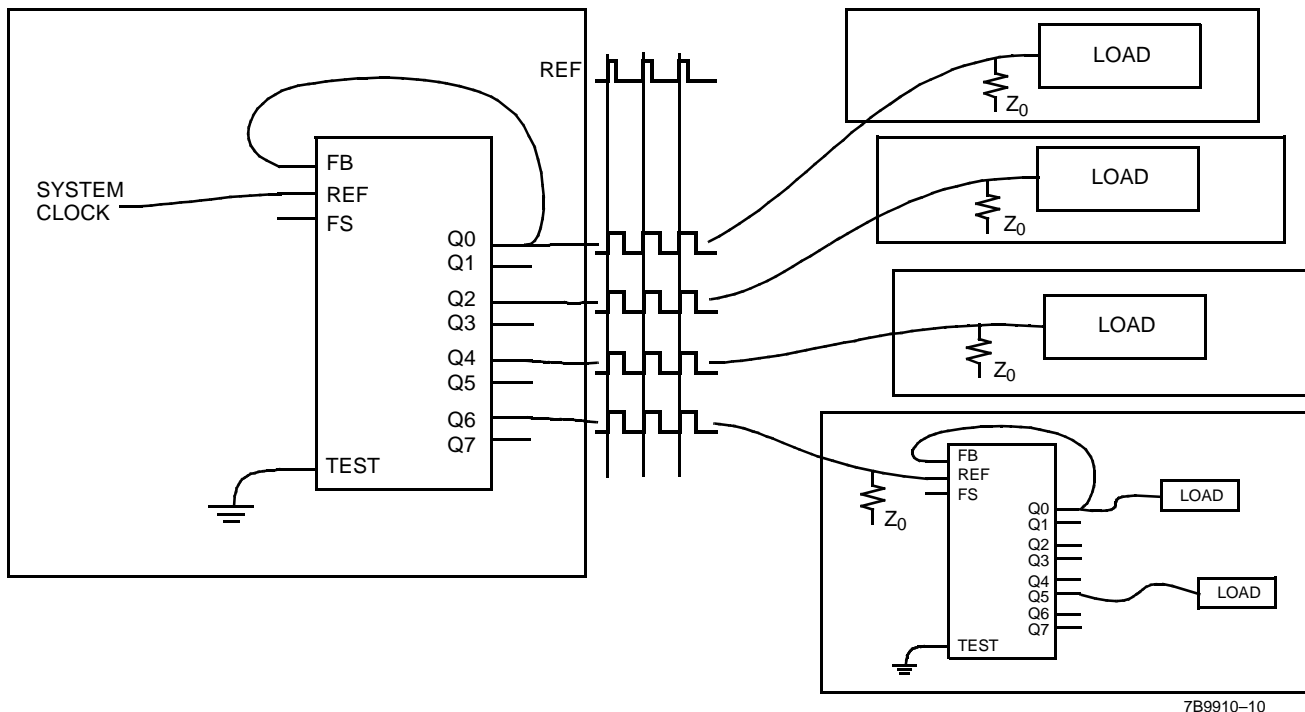 REF
SYSTEM
CLOCK
FB
REF
FS
Q0
Q1
Q2
Q3
Q4
Q5
Q6
Q7
TEST
LOAD
Z0
LOAD
Z0
LOAD
Z0
Z0
FB
REF
FS
Q0
Q1
Q2
Q3
Q4
Q5
Q6
Q7
TEST
LOAD
LOAD
7B9910–10